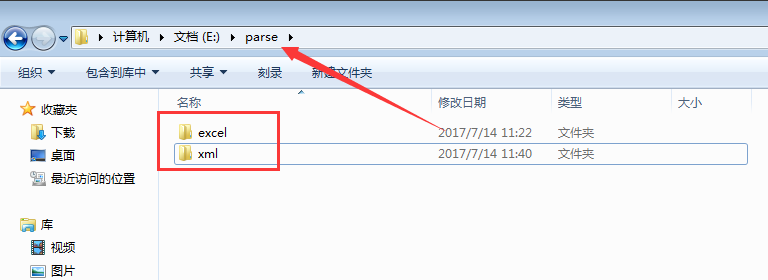 计算机 文档 (E:) parse
组织 包含到库中 共享 刻录 新建文件夹
收藏夹
下载
桌面
最近访问的位置
库
视频
图片
名称 修改日期 类型 大小
excel 2017/7/14 11:22 文件夹
xml 2017/7/14 11:40 文件夹